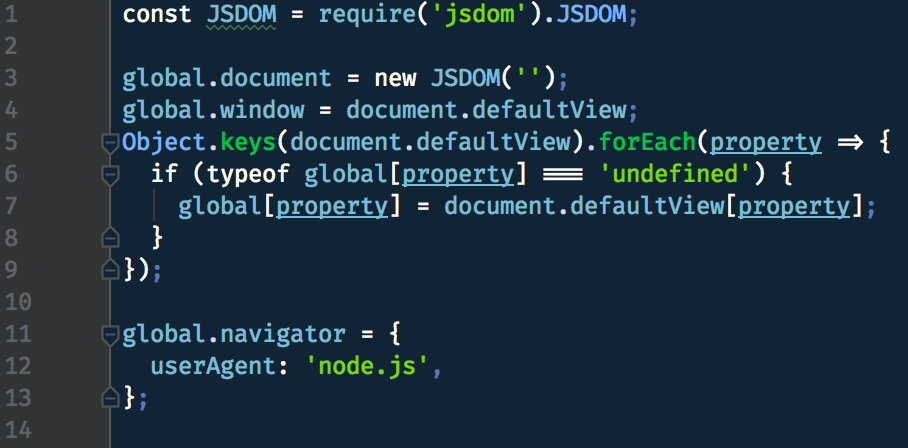 1 const JSDOM = require('jsdom').JSDOM;
2
3 global.document = new JSDOM('');
4 global.window = document.defaultView;
5 Object.keys(document.defaultView).forEach(property => {
6   if (typeof global[property] === 'undefined') {
7     global[property] = document.defaultView[property];
8   }
9 });
10
11 global.navigator = {
12   userAgent: 'node.js',
13 };
14